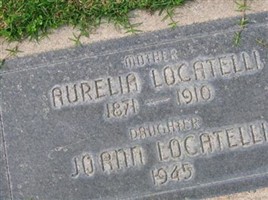 MOTHER
AURELIA LOCATELLI
1871 — 1910
DAUGHTER
JO ANN LOCATELLI
1945